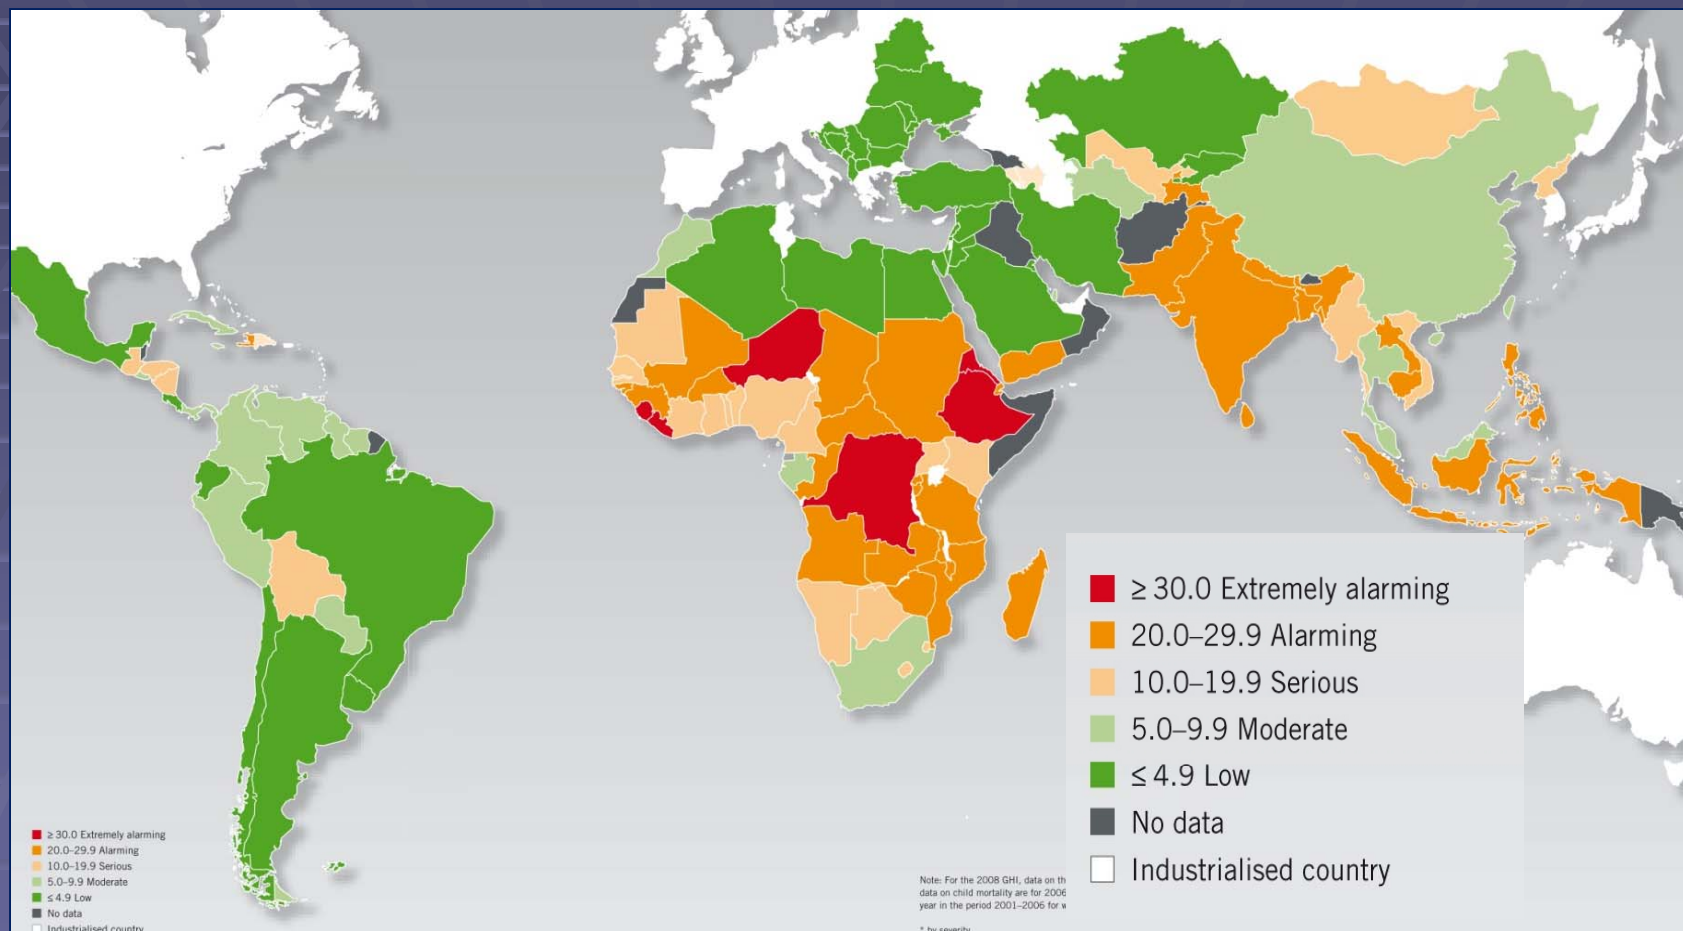 ≥ 30.0 Extremely alarming
20.0–29.9 Alarming
10.0–19.9 Serious
5.0–9.9 Moderate
≤ 4.9 Low
No data
Industrialised country
≥ 30.0 Extremely alarming
20.0–29.9 Alarming
10.0–19.9 Serious
5.0–9.9 Moderate
≤ 4.9 Low
No data
Industrialised country
Note: For the 2008 GHI, data on th
data on child mortality are for 2006
year in the period 2001–2006 for w
* by severity